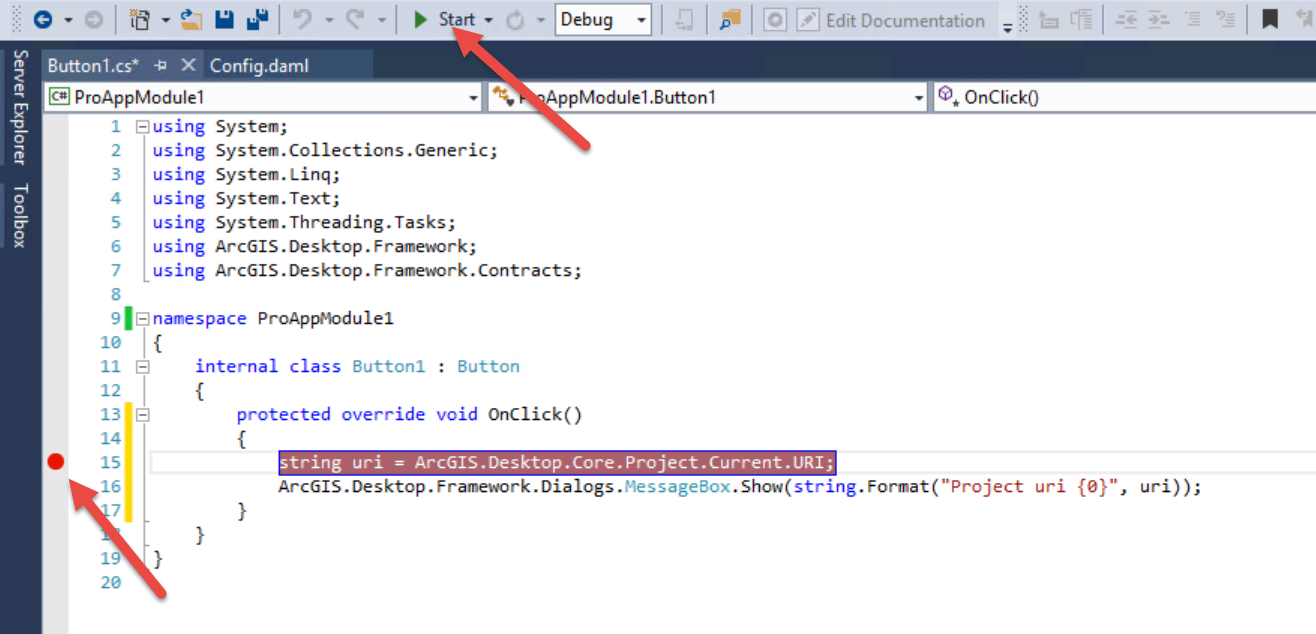 Start Debug Edit Documentation
Server Explorer
Toolbox
Button1.cs* Config.daml
C# ProAppModule1 ProAppModule1.Button1 OnClick()
1 using System;
2 using System.Collections.Generic;
3 using System.Linq;
4 using System.Text;
5 using System.Threading.Tasks;
6 using ArcGIS.Desktop.Framework;
7 using ArcGIS.Desktop.Framework.Contracts;
8
9 namespace ProAppModule1
10 {
11 internal class Button1 : Button
12 {
13 protected override void OnClick()
14 {
15 string uri = ArcGIS.Desktop.Core.Project.Current.URI;
16 ArcGIS.Desktop.Framework.Dialogs.MessageBox.Show(string.Format("Project uri {0}", uri));
17 }
18 }
19 }
20